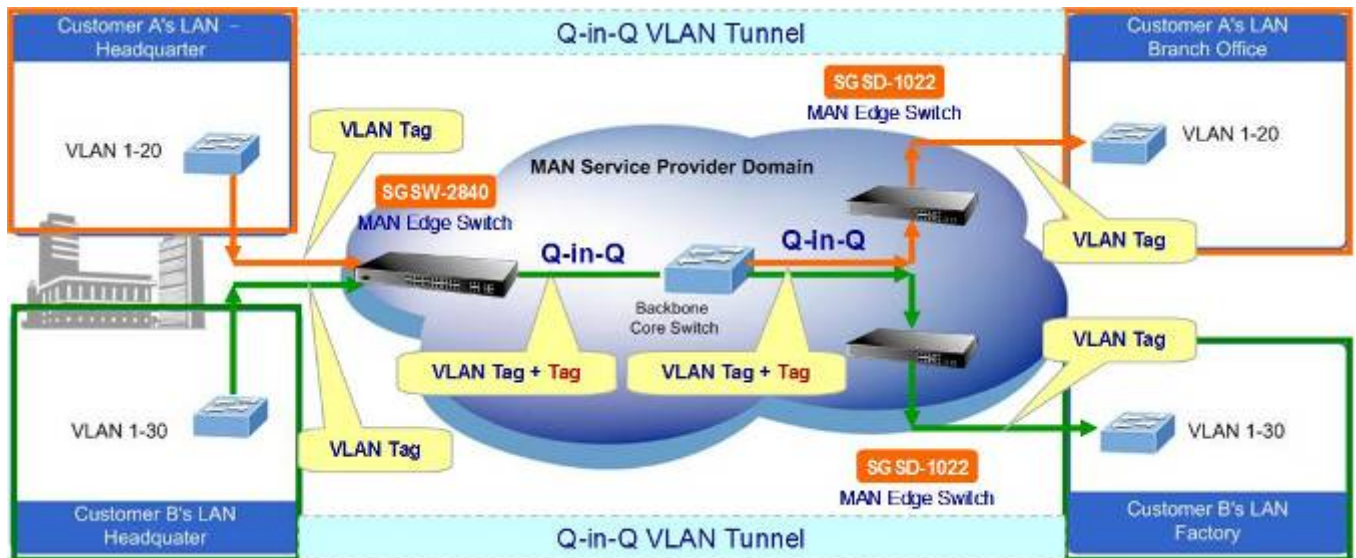 Customer A's LAN –
Headquarter
Q-in-Q VLAN Tunnel
Customer A's LAN
Branch Office
SGSD-1022
MAN Edge Switch
VLAN Tag
VLAN 1-20
VLAN 1-20
MAN Service Provider Domain
SGSW-2840
MAN Edge Switch
VLAN Tag
Q-in-Q
Q-in-Q
Backbone
Core Switch
VLAN Tag
VLAN Tag + Tag
VLAN Tag + Tag
VLAN 1-30
VLAN Tag
VLAN 1-30
SGSD-1022
MAN Edge Switch
Customer B's LAN
Headquater
Customer B's LAN
Factory
Q-in-Q VLAN Tunnel